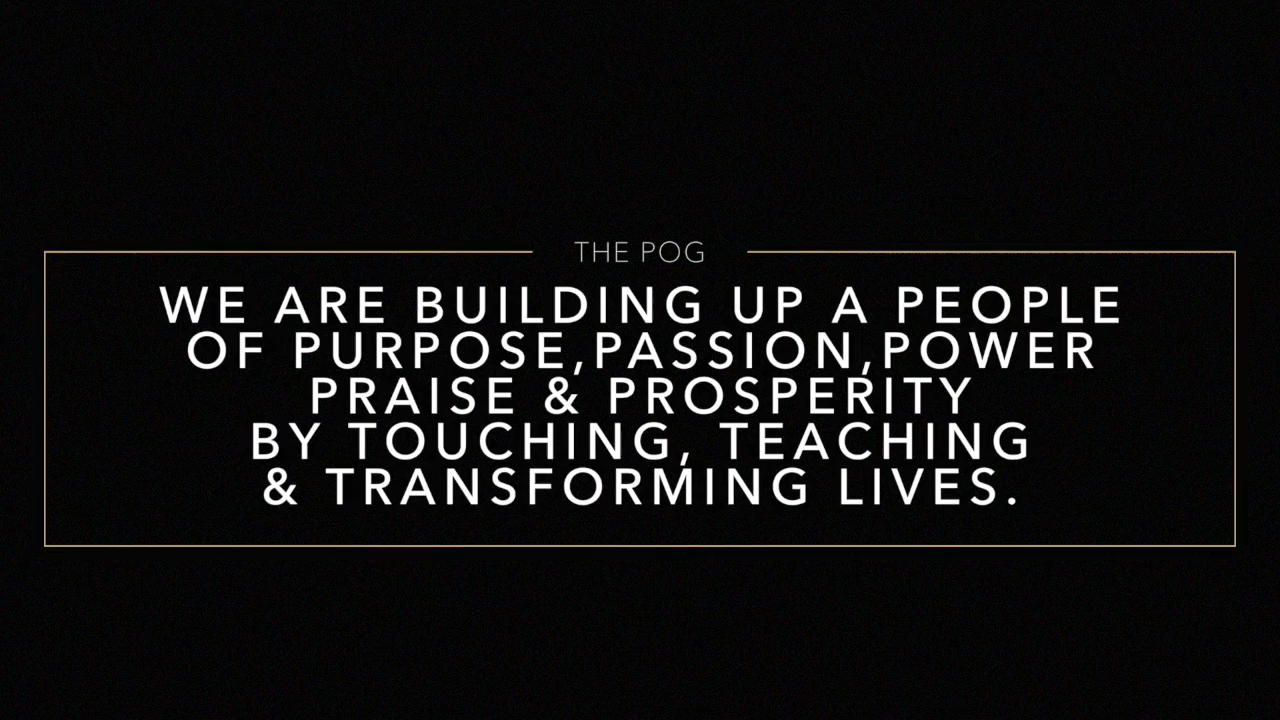 THE POG
WE ARE BUILDING UP A PEOPLE
OF PURPOSE,PASSION,POWER
PRAISE & PROSPERITY
BY TOUCHING, TEACHING
& TRANSFORMING LIVES.